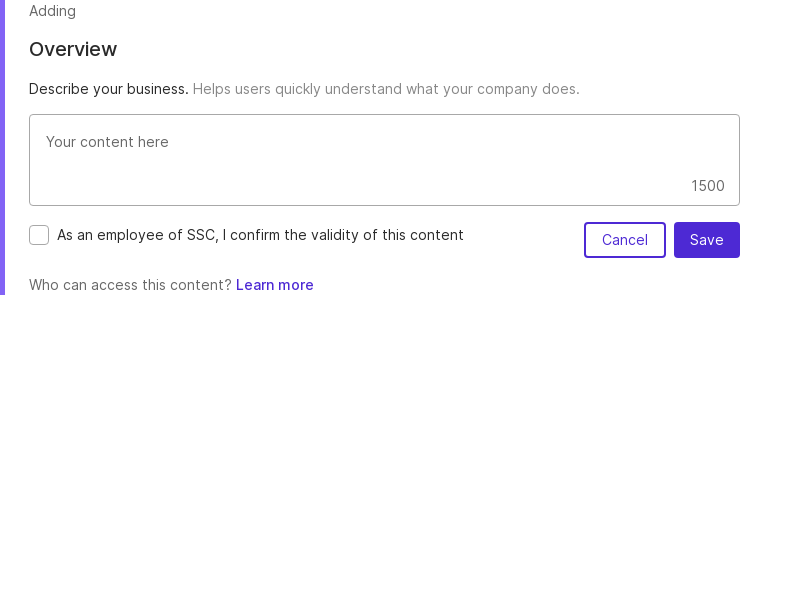 Adding
Overview
Describe your business. Helps users quickly understand what your company does.
Your content here
1500
As an employee of SSC, I confirm the validity of this content
Cancel
Save
Who can access this content? Learn more